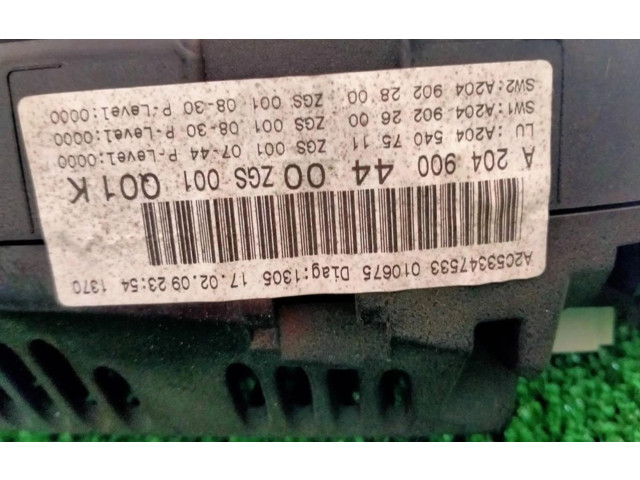 A2C53347533 010675 Diag:1305 17.02.09 23:54 1370
A 204 900 44 00 ZGS 001 Q01K
LU :A204 540 75 11 ZGS 001 07-44 P-Level:0000
SW1:A204 902 26 00 ZGS 001 08-30 P-Level:0000
SW2:A204 902 28 00 ZGS 001 08-30 P-Level:0000